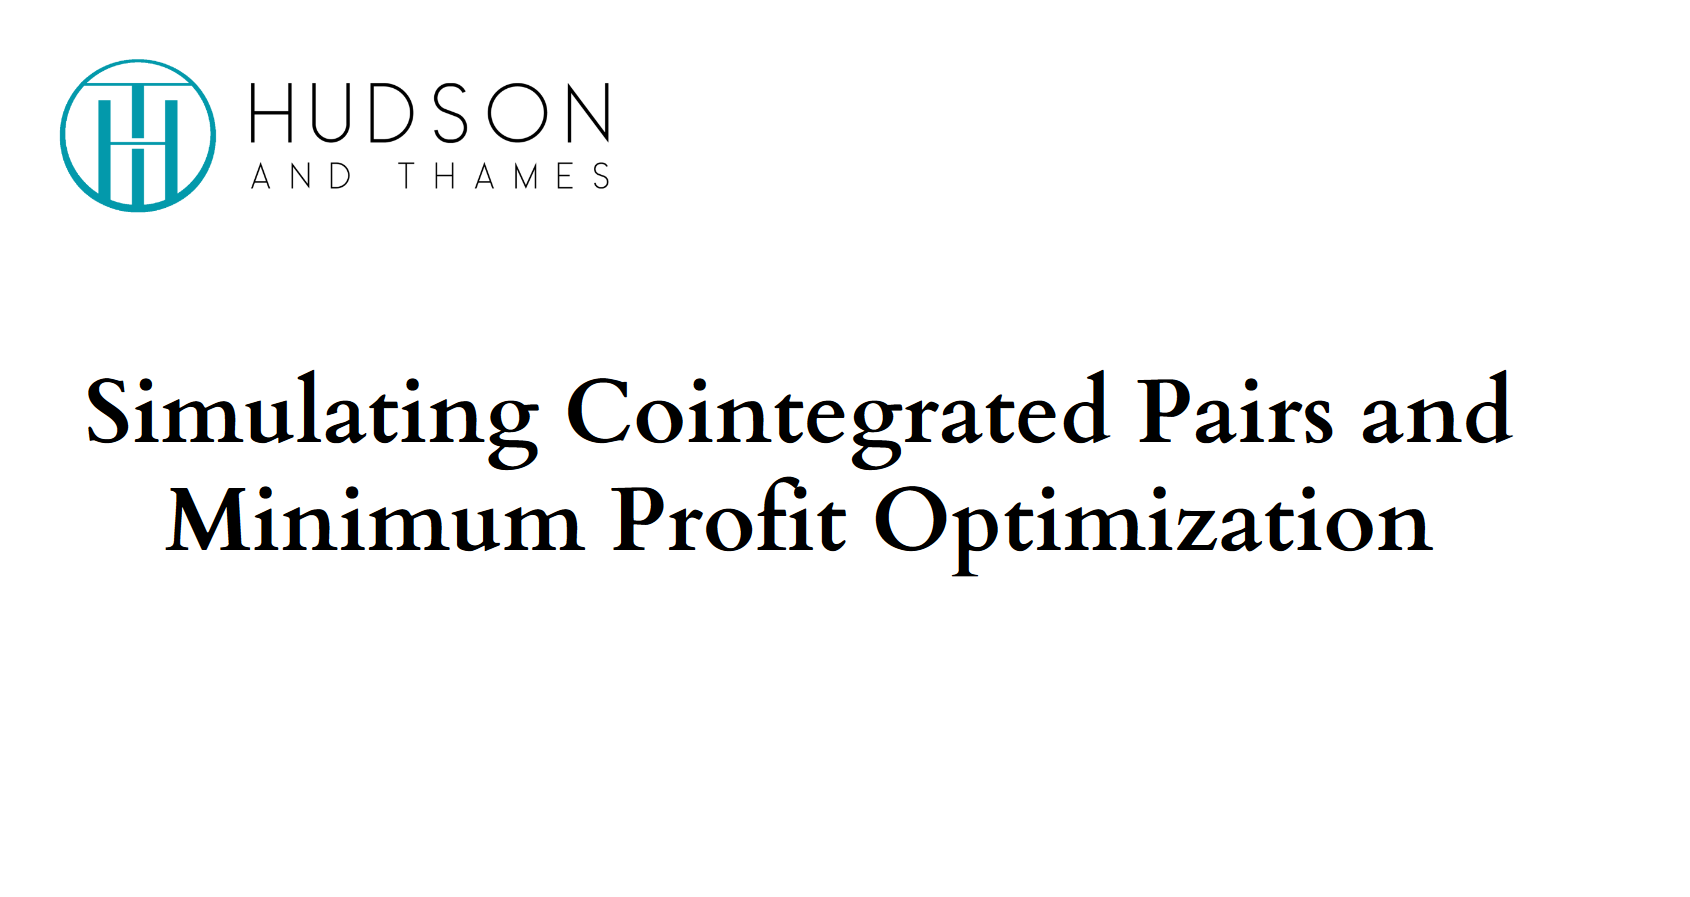 HUDSON
AND THAMES
Simulating Cointegrated Pairs and
Minimum Profit Optimization